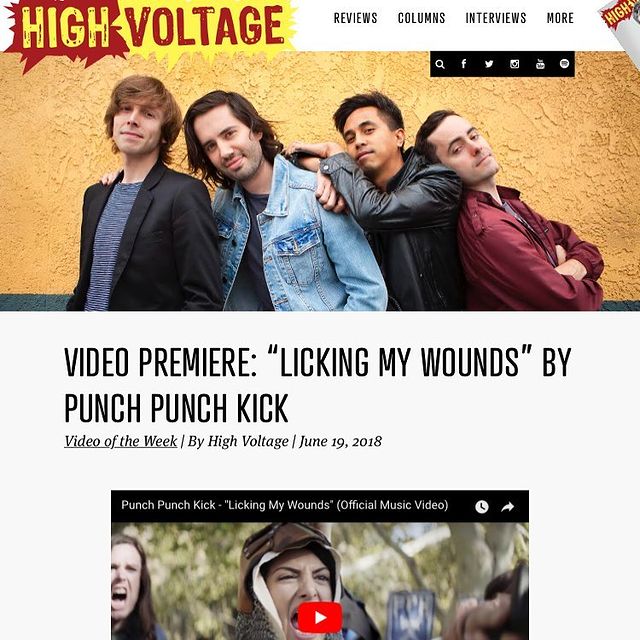 HIGH VOLTAGE
REVIEWS COLUMNS INTERVIEWS MORE
HIGH
VIDEO PREMIERE: “LICKING MY WOUNDS” BY
PUNCH PUNCH KICK
Video of the Week | By High Voltage | June 19, 2018
Punch Punch Kick - "Licking My Wounds" (Official Music Video)